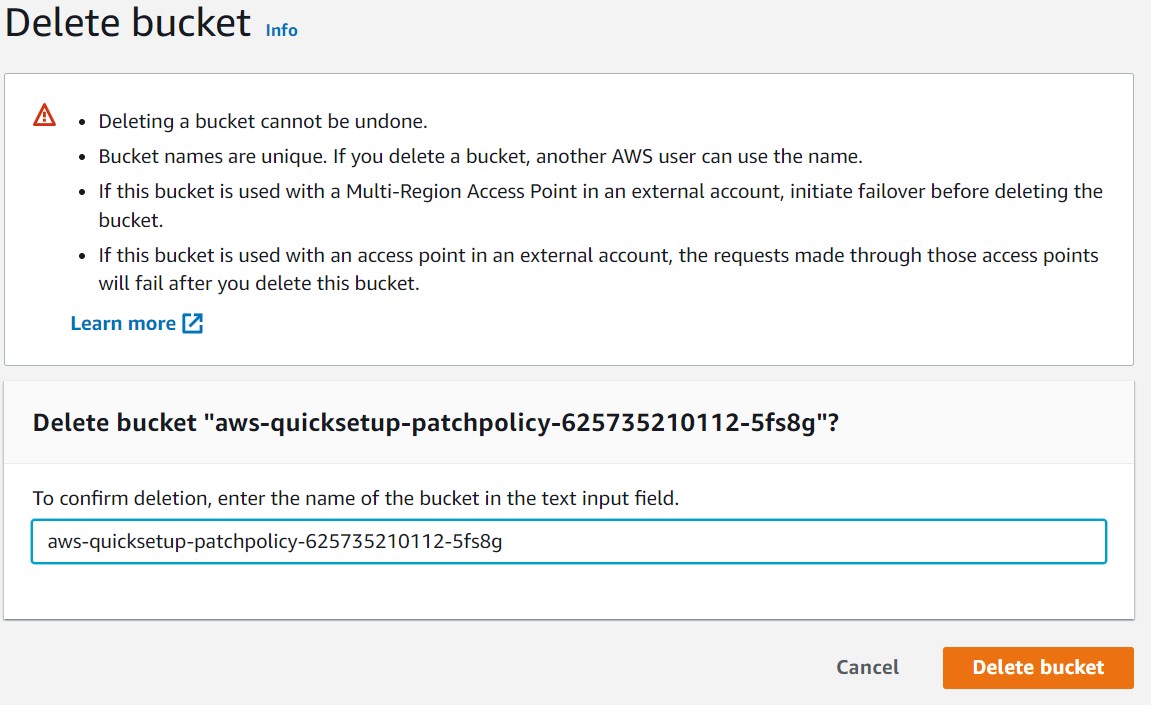 Delete bucket Info
• Deleting a bucket cannot be undone.
• Bucket names are unique. If you delete a bucket, another AWS user can use the name.
• If this bucket is used with a Multi-Region Access Point in an external account, initiate failover before deleting the
bucket.
• If this bucket is used with an access point in an external account, the requests made through those access points
will fail after you delete this bucket.
Learn more
Delete bucket "aws-quicksetup-patchpolicy-625735210112-5fs8g"?
To confirm deletion, enter the name of the bucket in the text input field.
aws-quicksetup-patchpolicy-625735210112-5fs8g
Cancel Delete bucket